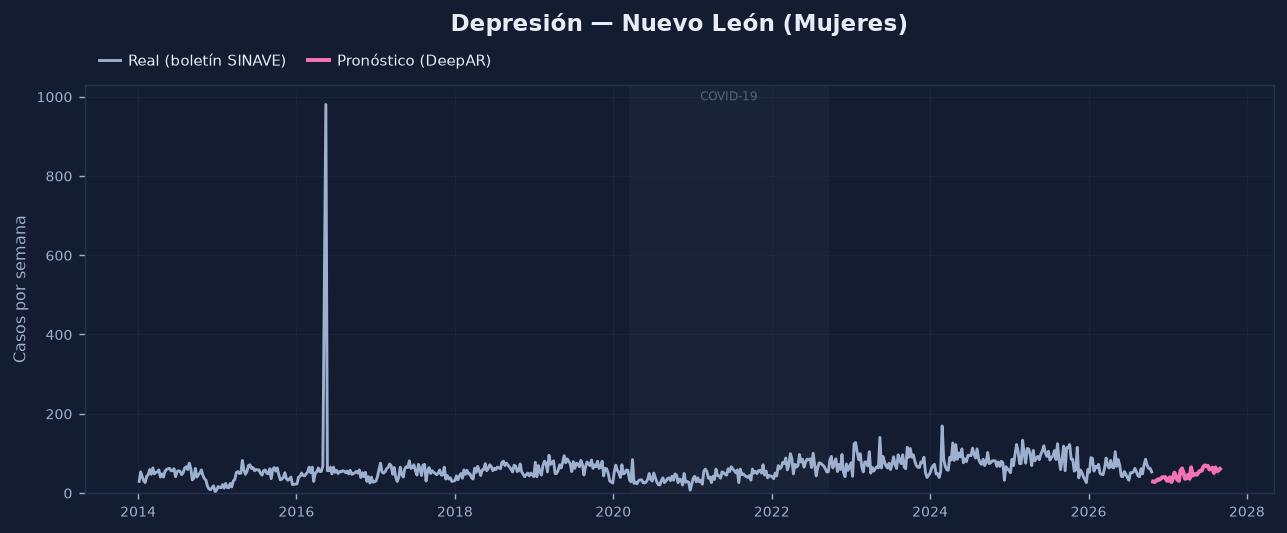 Depresión — Nuevo León (Mujeres)
Real (boletín SINAVE)
Pronóstico (DeepAR)
COVID-19
Casos por semana
1000
800
600
400
200
0
2014
2016
2018
2020
2022
2024
2026
2028